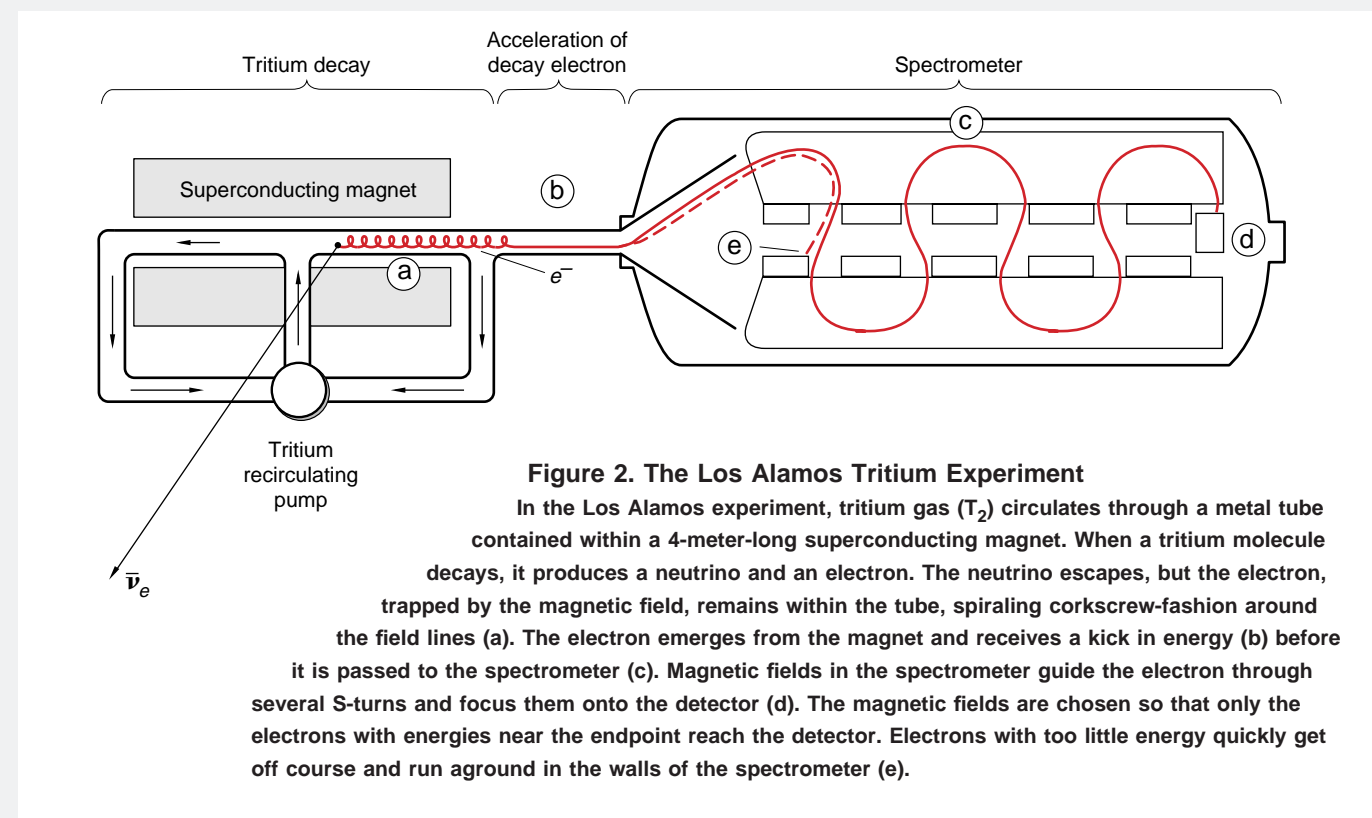 Tritium decay
Acceleration of
decay electron
Spectrometer
Superconducting magnet
a
b
c
d
e
e⁻
Tritium
recirculating
pump
ν̄ₑ
Figure 2. The Los Alamos Tritium Experiment
In the Los Alamos experiment, tritium gas (T₂) circulates through a metal tube
contained within a 4-meter-long superconducting magnet. When a tritium molecule
decays, it produces a neutrino and an electron. The neutrino escapes, but the electron,
trapped by the magnetic field, remains within the tube, spiraling corkscrew-fashion around
the field lines (a). The electron emerges from the magnet and receives a kick in energy (b) before
it is passed to the spectrometer (c). Magnetic fields in the spectrometer guide the electron through
several S-turns and focus them onto the detector (d). The magnetic fields are chosen so that only the
electrons with energies near the endpoint reach the detector. Electrons with too little energy quickly get
off course and run aground in the walls of the spectrometer (e).